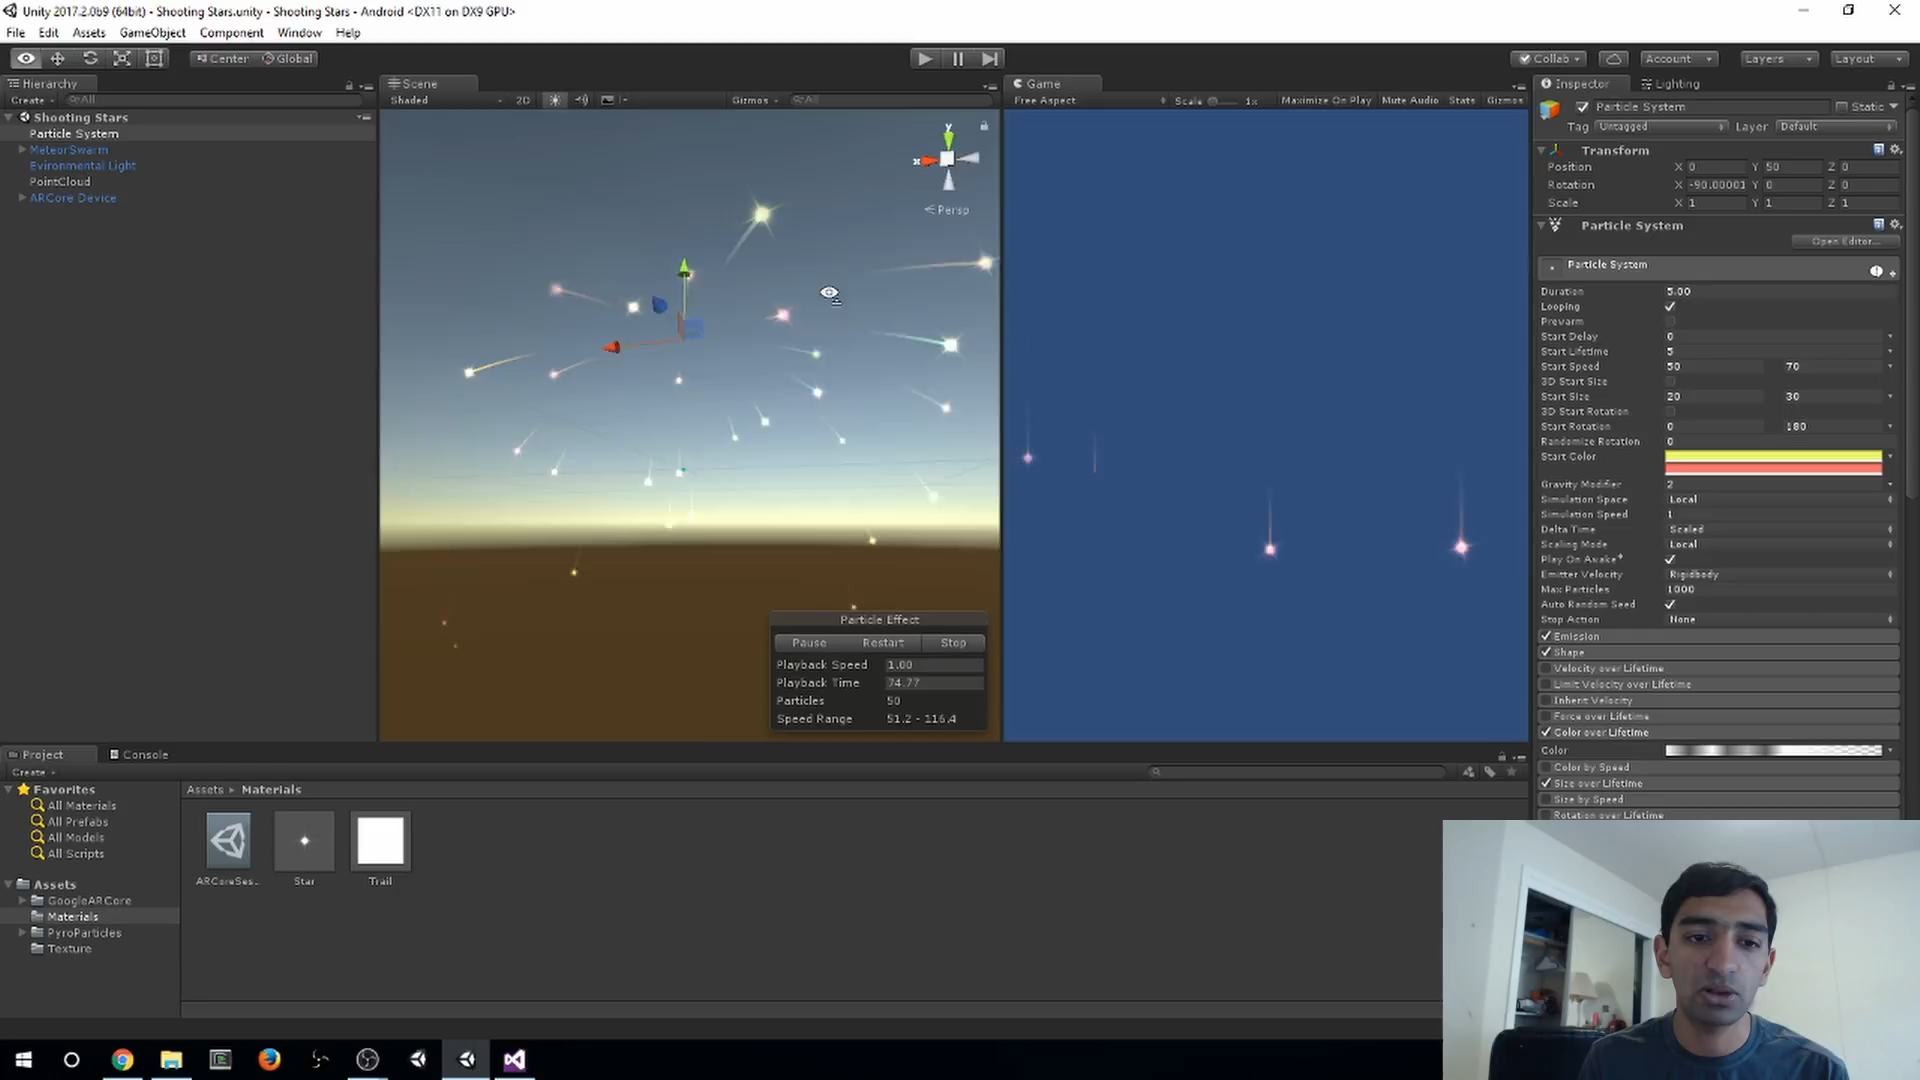 Unity 2017.2.0b9 (64bit) - Shooting Stars.unity - Shooting Stars - Android <DX11 on DX9 GPU>
File Edit Assets GameObject Component Window Help
Center Global Collab Account Layers Layout
Hierarchy
Create All
Shooting Stars
Particle System
MeteorSwarm
Evironmental Light
PointCloud
ARCore Device
Scene
Shaded 2D Gizmos All
y
x
Persp
Particle Effect
Pause Restart Stop
Playback Speed 1.00
Playback Time 74.77
Particles 50
Speed Range 51.2 - 116.4
Game
Free Aspect Scale 1x Maximize On Play Mute Audio Stats Gizmos
Inspector Lighting
Particle System Static
Tag Untagged Layer Default
Transform
Position X 0 Y 50 Z 0
Rotation X -90.00001 Y 0 Z 0
Scale X 1 Y 1 Z 1
Particle System
Open Editor...
Particle System
Duration 5.00
Looping
Prewarm
Start Delay 0
Start Lifetime 5
Start Speed 50 70
3D Start Size
Start Size 20 30
3D Start Rotation
Start Rotation 0 180
Randomize Rotation 0
Start Color
Gravity Modifier 2
Simulation Space Local
Simulation Speed 1
Delta Time Scaled
Scaling Mode Local
Play On Awake*
Emitter Velocity Rigidbody
Max Particles 1000
Auto Random Seed
Stop Action None
Emission
Shape
Velocity over Lifetime
Limit Velocity over Lifetime
Inherit Velocity
Force over Lifetime
Color over Lifetime
Color
Color by Speed
Size over Lifetime
Size by Speed
Rotation over Lifetime
Project Console
Create
Favorites
All Materials
All Prefabs
All Models
All Scripts
Assets
GoogleARCore
Materials
PyroParticles
Texture
Assets Materials
ARCoreSes...
Star
Trail